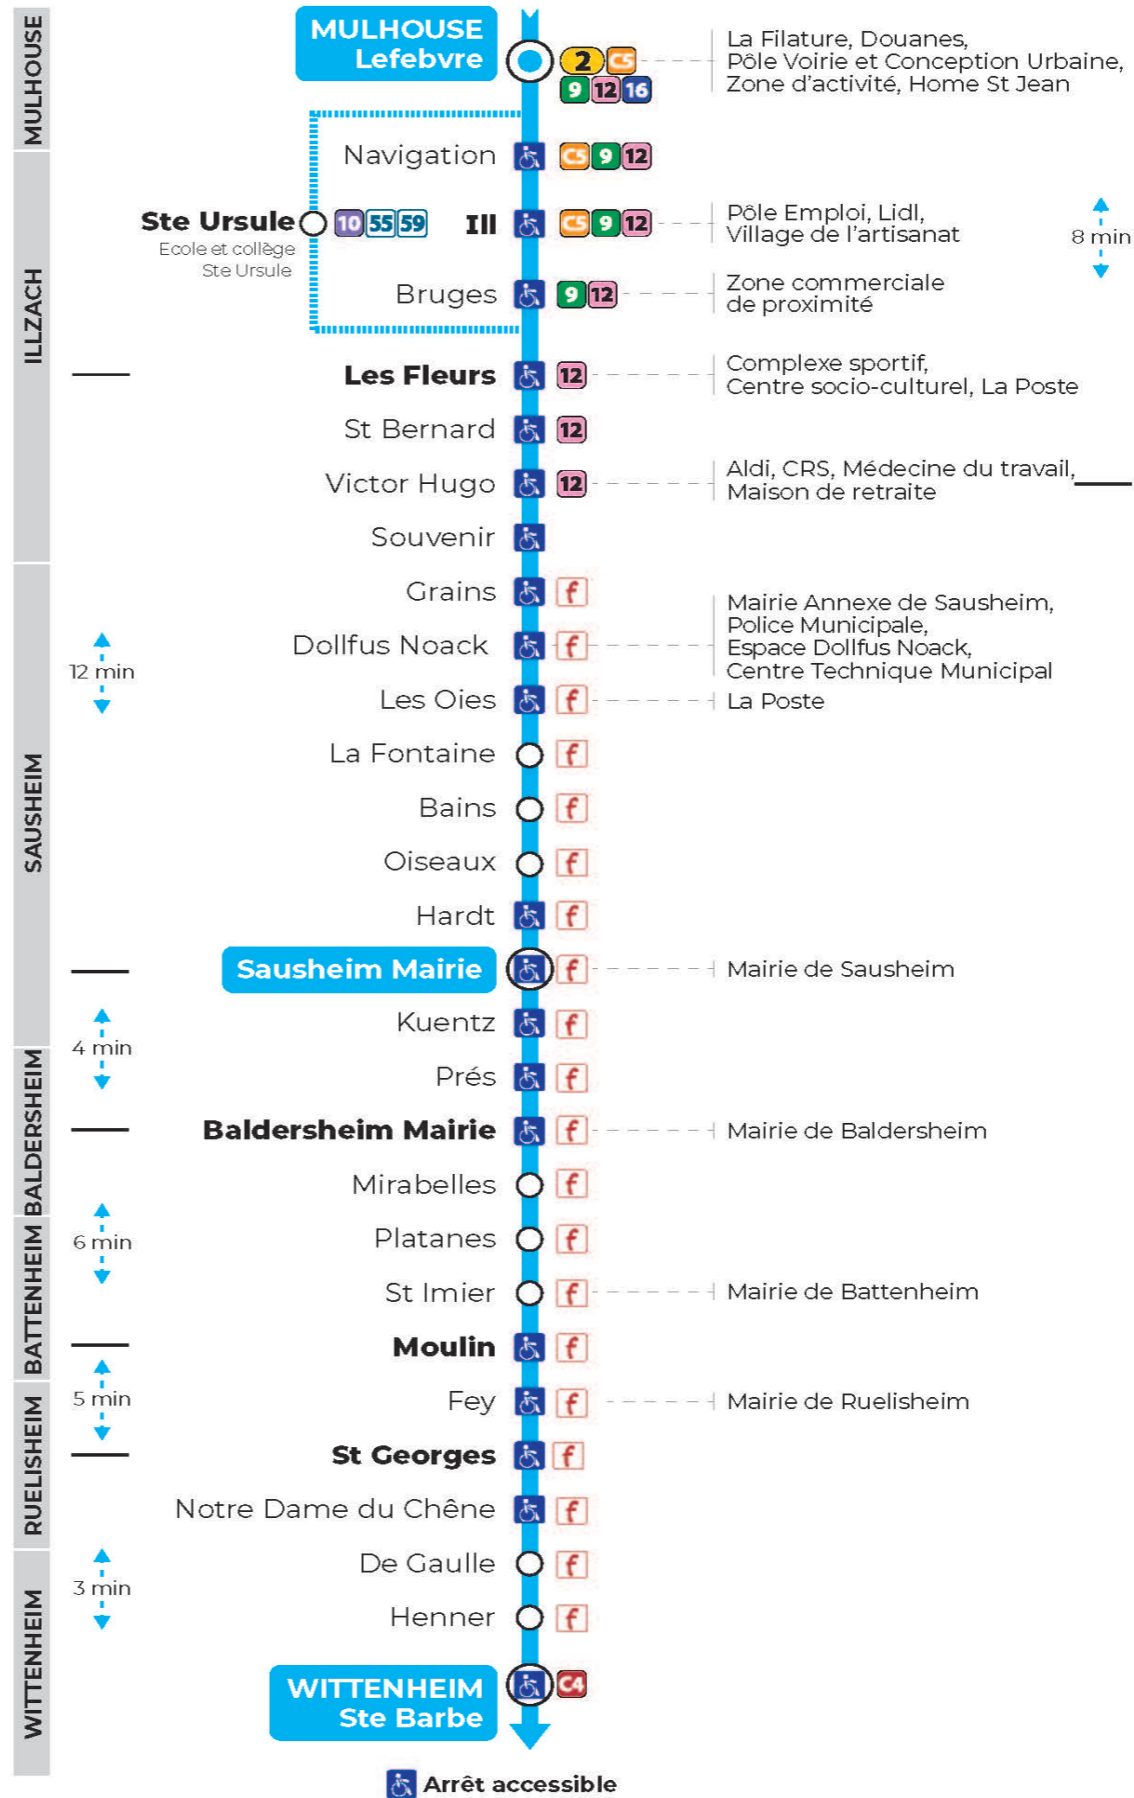 MULHOUSE
MULHOUSE
Lefebvre
2 C5
9 12 16
La Filature, Douanes,
Pôle Voirie et Conception Urbaine,
Zone d'activité, Home St Jean
ILLZACH
Navigation
C5 9 12
Ste Ursule
Ecole et collège
Ste Ursule
10 55 59
Ill
C5 9 12
Pôle Emploi, Lidl,
Village de l'artisanat
8 min
Bruges
9 12
Zone commerciale
de proximité
Les Fleurs
12
Complexe sportif,
Centre socio-culturel, La Poste
St Bernard
12
Victor Hugo
12
Aldi, CRS, Médecine du travail,
Maison de retraite
Souvenir
SAUSHEIM
Grains
f
12 min
Dollfus Noack
f
Mairie Annexe de Sausheim,
Police Municipale,
Espace Dollfus Noack,
Centre Technique Municipal
Les Oies
f
La Poste
La Fontaine
f
Bains
f
Oiseaux
f
Hardt
f
Sausheim Mairie
f
Mairie de Sausheim
Kuentz
f
4 min
BALDERSHEIM
Prés
f
Baldersheim Mairie
f
Mairie de Baldersheim
Mirabelles
f
BATTENHEIM
6 min
Platanes
f
St Imier
f
Mairie de Battenheim
Moulin
f
RUELISHEIM
5 min
Fey
f
Mairie de Ruelisheim
St Georges
f
Notre Dame du Chêne
f
WITTENHEIM
3 min
De Gaulle
f
Henner
f
WITTENHEIM
Ste Barbe
C4
Arrêt accessible